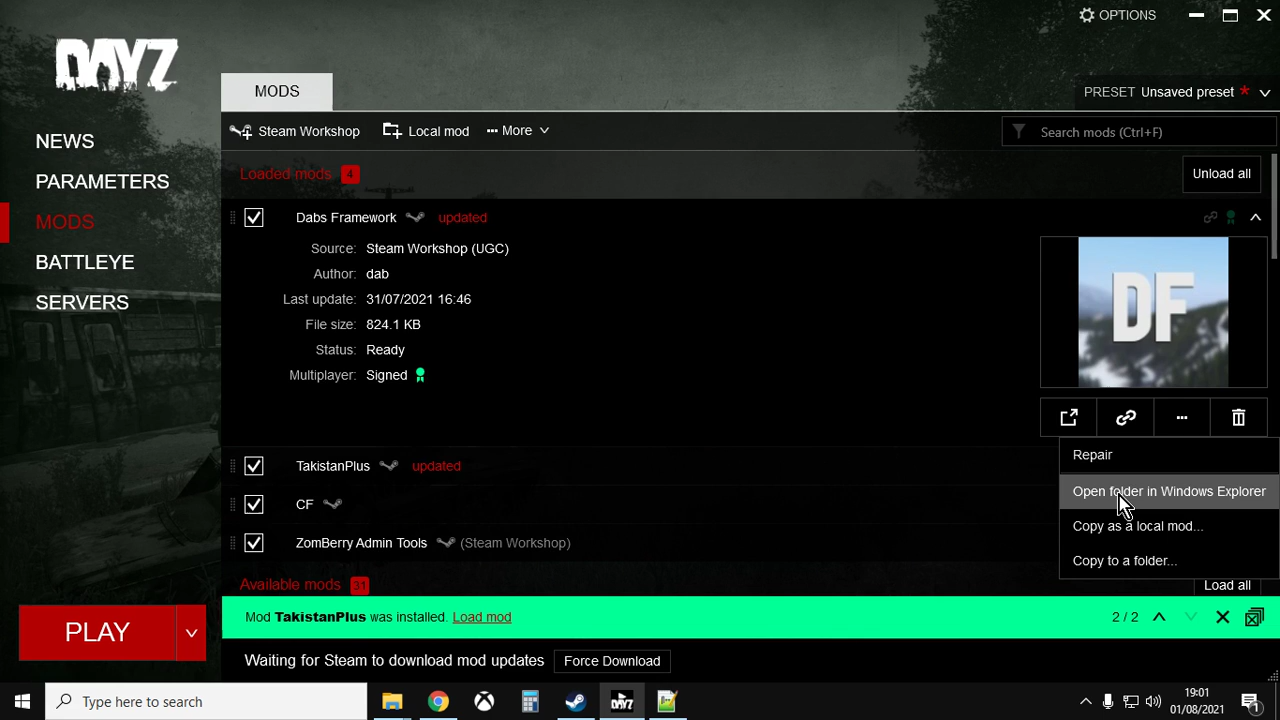 OPTIONS
DAYZ
MODS
PRESET Unsaved preset *
NEWS
PARAMETERS
MODS
BATTLEYE
SERVERS
Steam Workshop
Local mod
More
Search mods (Ctrl+F)
Loaded mods 4
Unload all
Dabs Framework updated
Source: Steam Workshop (UGC)
Author: dab
Last update: 31/07/2021 16:46
File size: 824.1 KB
Status: Ready
Multiplayer: Signed
DF
Repair
Open folder in Windows Explorer
Copy as a local mod...
Copy to a folder...
TakistanPlus updated
CF
ZomBerry Admin Tools (Steam Workshop)
Available mods 31
Load all
Mod TakistanPlus was installed. Load mod
2 / 2
PLAY
Waiting for Steam to download mod updates
Force Download
Type here to search
DAYZ
19:01
01/08/2021
1